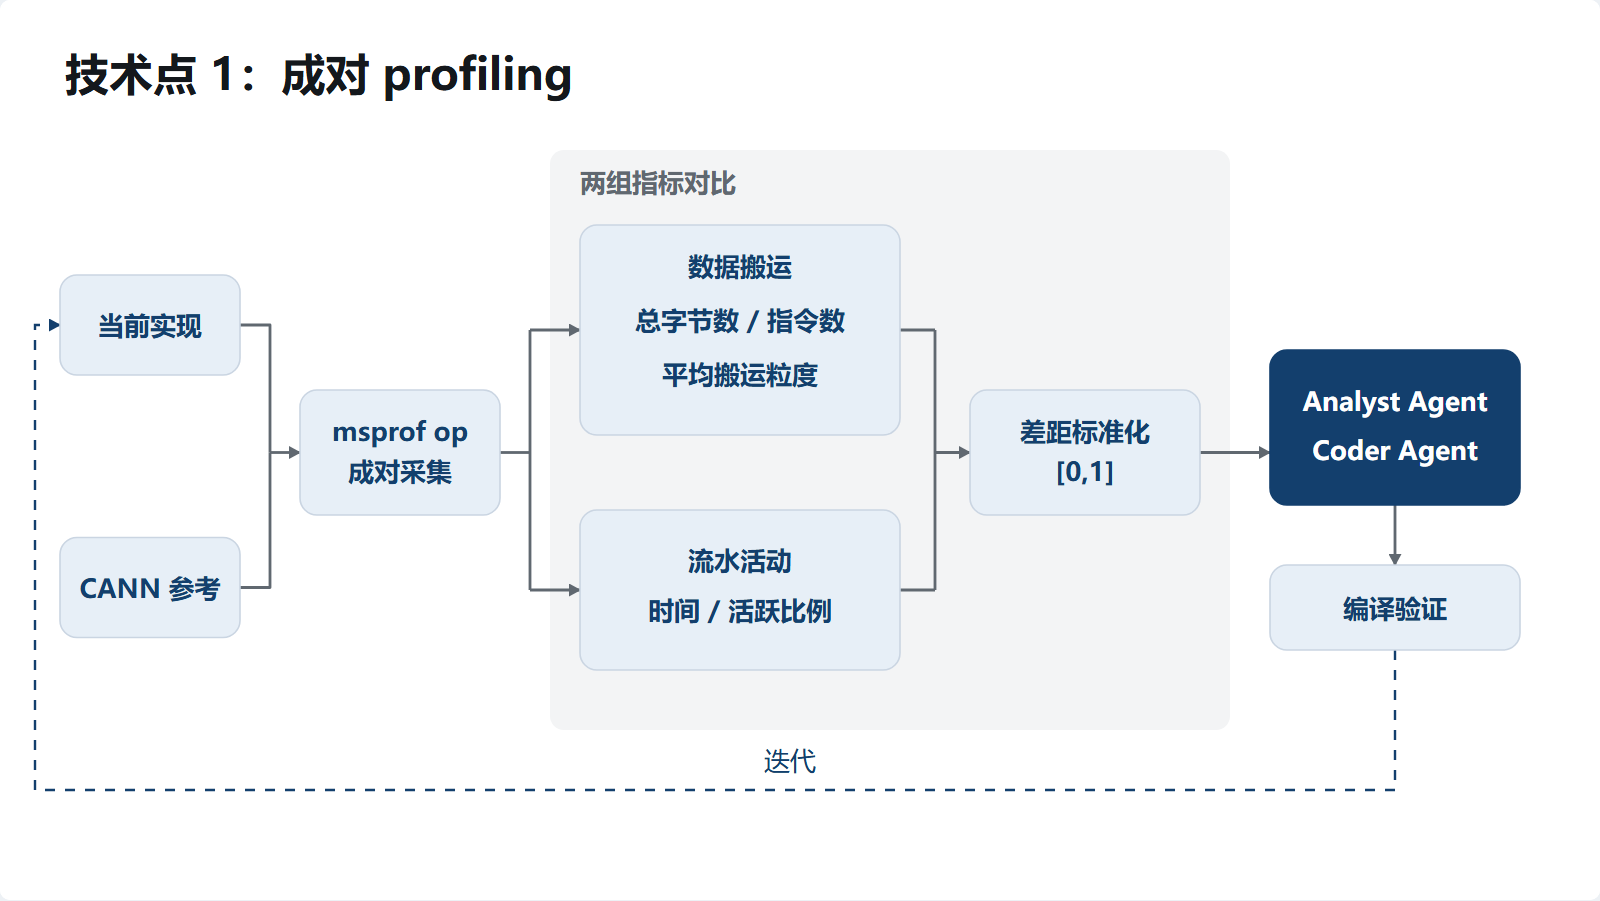 技术点 1：成对 profiling
两组指标对比
数据搬运
总字节数 / 指令数
平均搬运粒度
当前实现
msprof op
成对采集
CANN 参考
流水活动
时间 / 活跃比例
差距标准化
[0,1]
Analyst Agent
Coder Agent
编译验证
迭代